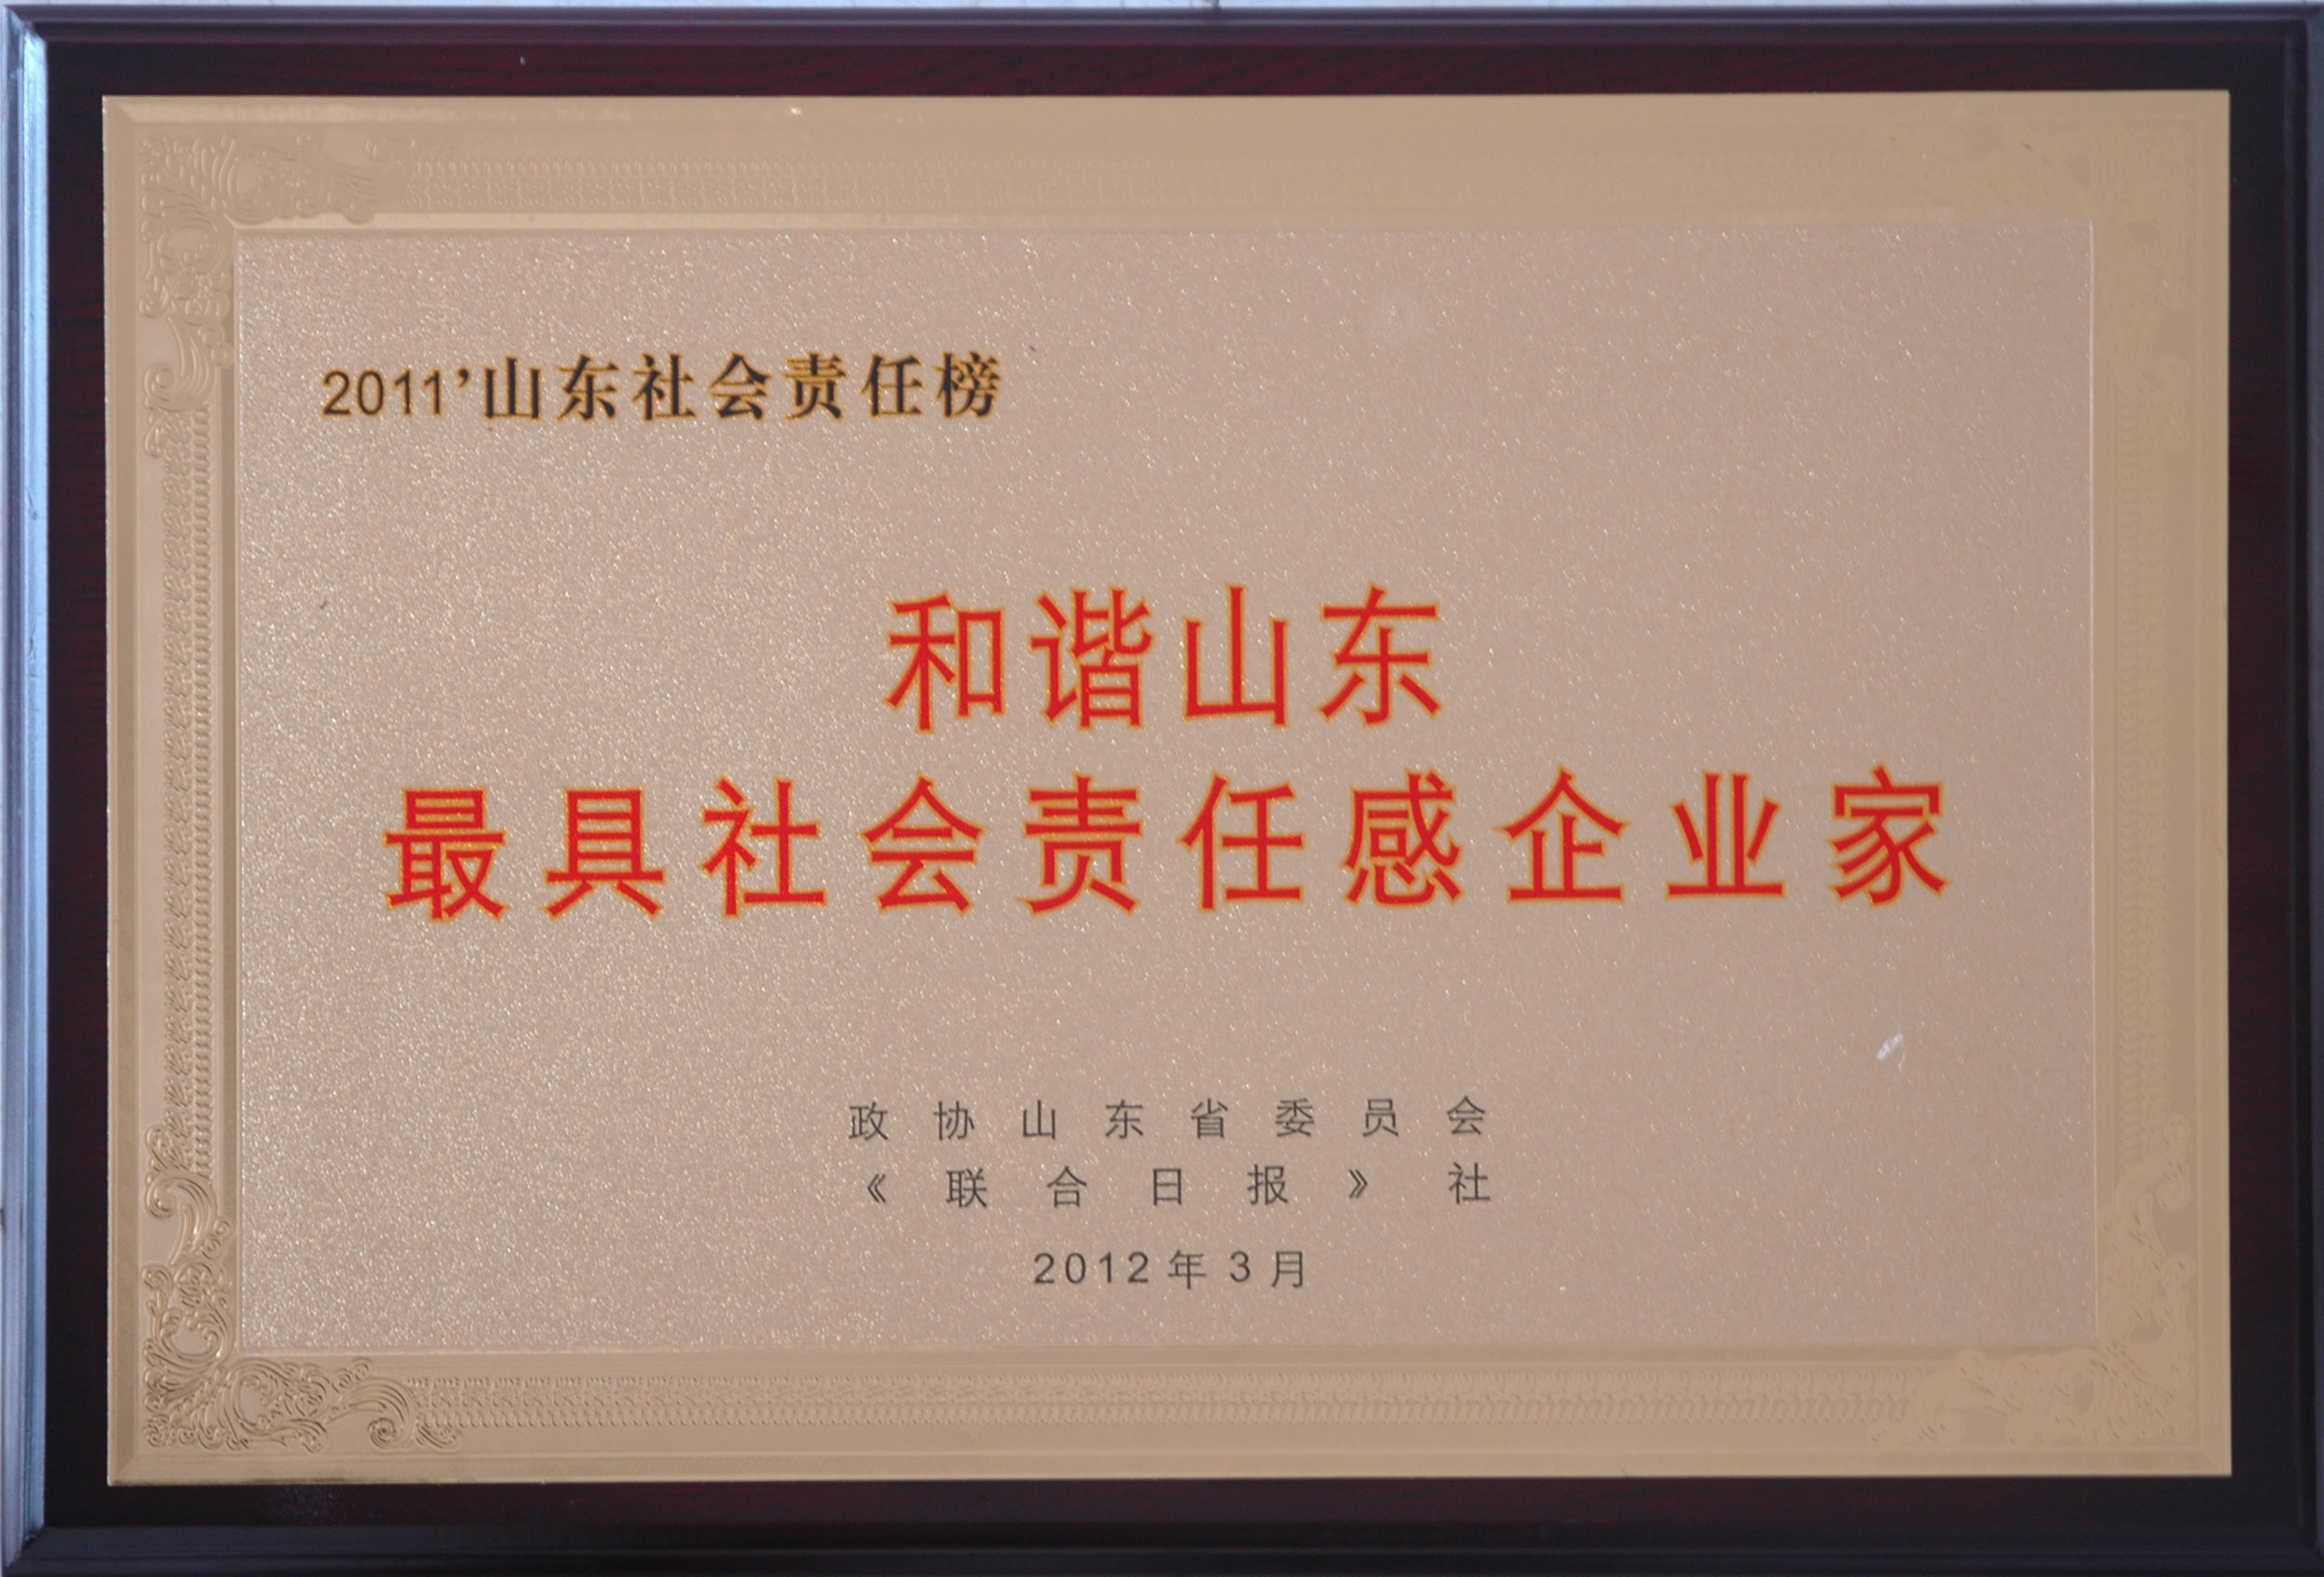 2011’山东社会责任榜
和谐山东
最具社会责任感企业家
政协山东省委员会
《联合日报》社
2012年3月